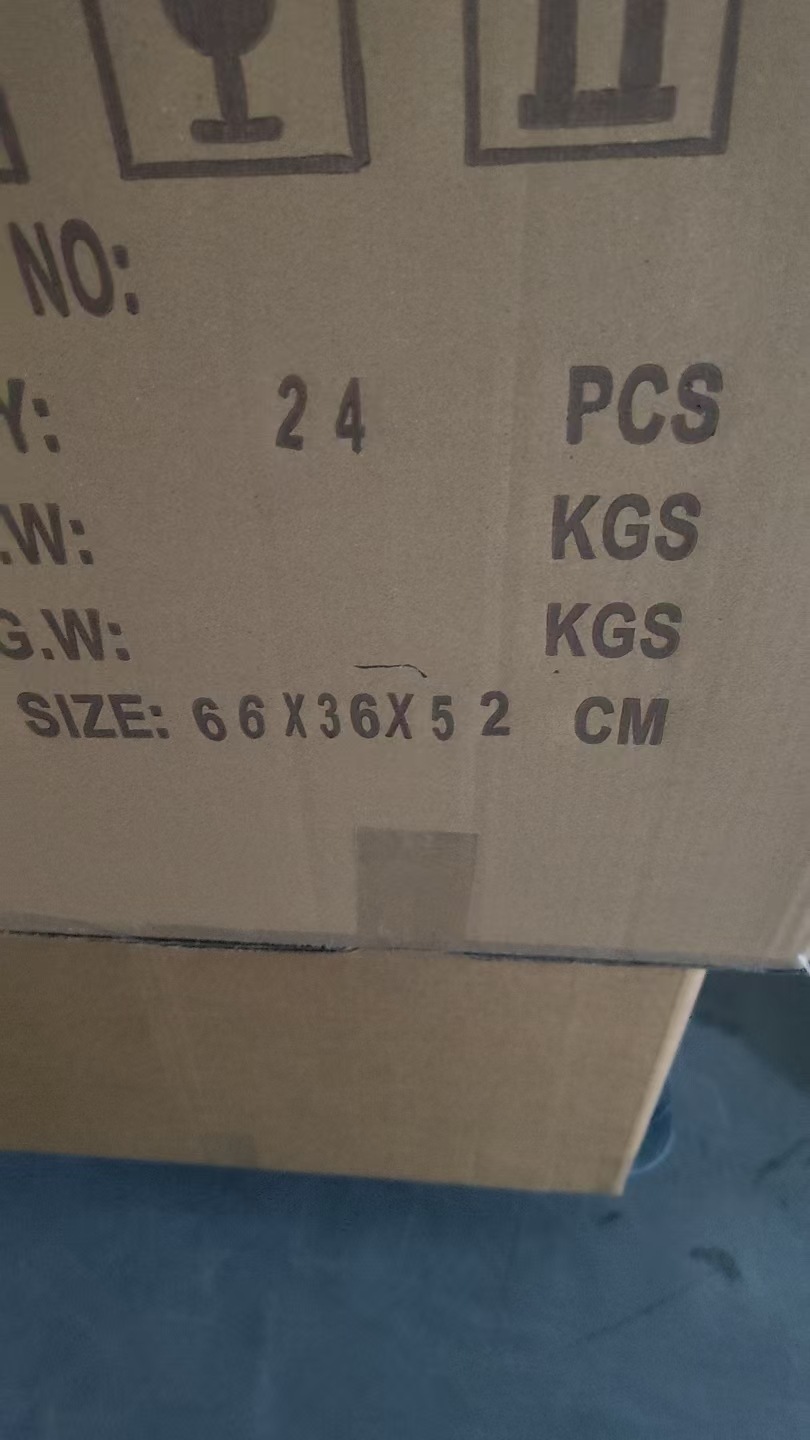 NO:
Y: 24 PCS
.W: KGS
G.W: KGS
SIZE: 66X36X52 CM